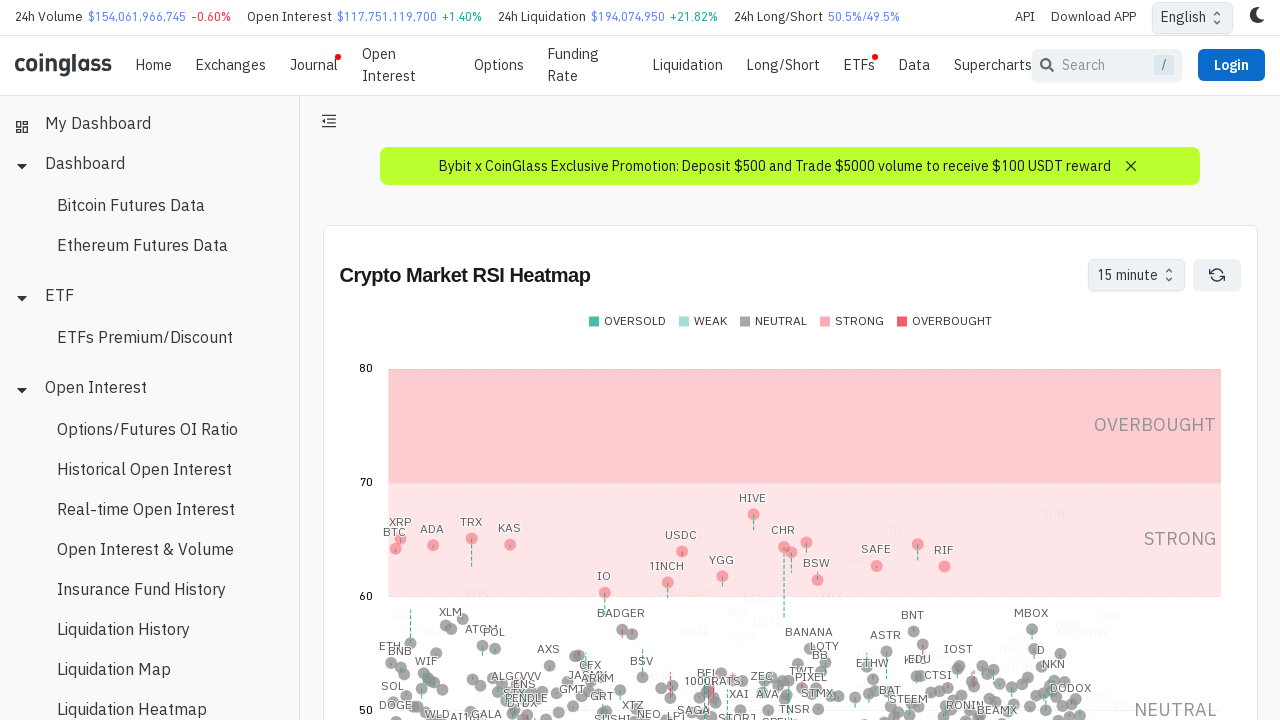 24h Volume $154,061,966,745 -0.60% Open Interest $117,751,119,700 +1.40% 24h Liquidation $194,074,950 +21.82% 24h Long/Short 50.5%/49.5% API Download APP English
coinglass Home Exchanges Journal Open Interest Options Funding Rate Liquidation Long/Short ETFs Data Supercharts Search / Login
My Dashboard
Dashboard
Bitcoin Futures Data
Ethereum Futures Data
ETF
ETFs Premium/Discount
Open Interest
Options/Futures OI Ratio
Historical Open Interest
Real-time Open Interest
Open Interest & Volume
Insurance Fund History
Liquidation History
Liquidation Map
Liquidation Heatmap
Bybit x CoinGlass Exclusive Promotion: Deposit $500 and Trade $5000 volume to receive $100 USDT reward
Crypto Market RSI Heatmap 15 minute
OVERSOLD WEAK NEUTRAL STRONG OVERBOUGHT
80
OVERBOUGHT
70
HIVE
XRP TRX
BTC ADA KAS USDC CHR
STRONG
SAFE RIF
YGG BSW
1INCH
IO
60
XLM BADGER BNT MBOX
ATOM POL BANANA ASTR
ETH BNB AXS LQTY IOST
WIF BSV BB ETHW EDU NKN
CFX TWT
ALGO JASMY ARKM BEL ZEC PIXEL CTSI
SOL ENS GMT 1000RATS BAT DODOX
PENDLE GRT XAI AVA STMX STEEM
DOGE XTZ SAGA TNSR RONIN BEAMX
WLD GALA SUSHI NEO STORJ
50
NEUTRAL